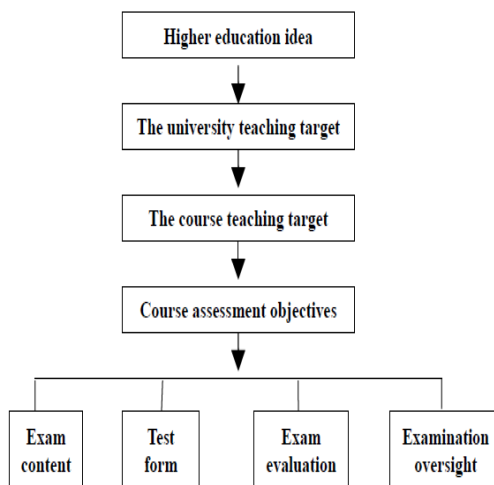 Higher education idea
The university teaching target
The course teaching target
Course assessment objectives
Exam
content
Test
form
Exam
evaluation
Examination
oversight